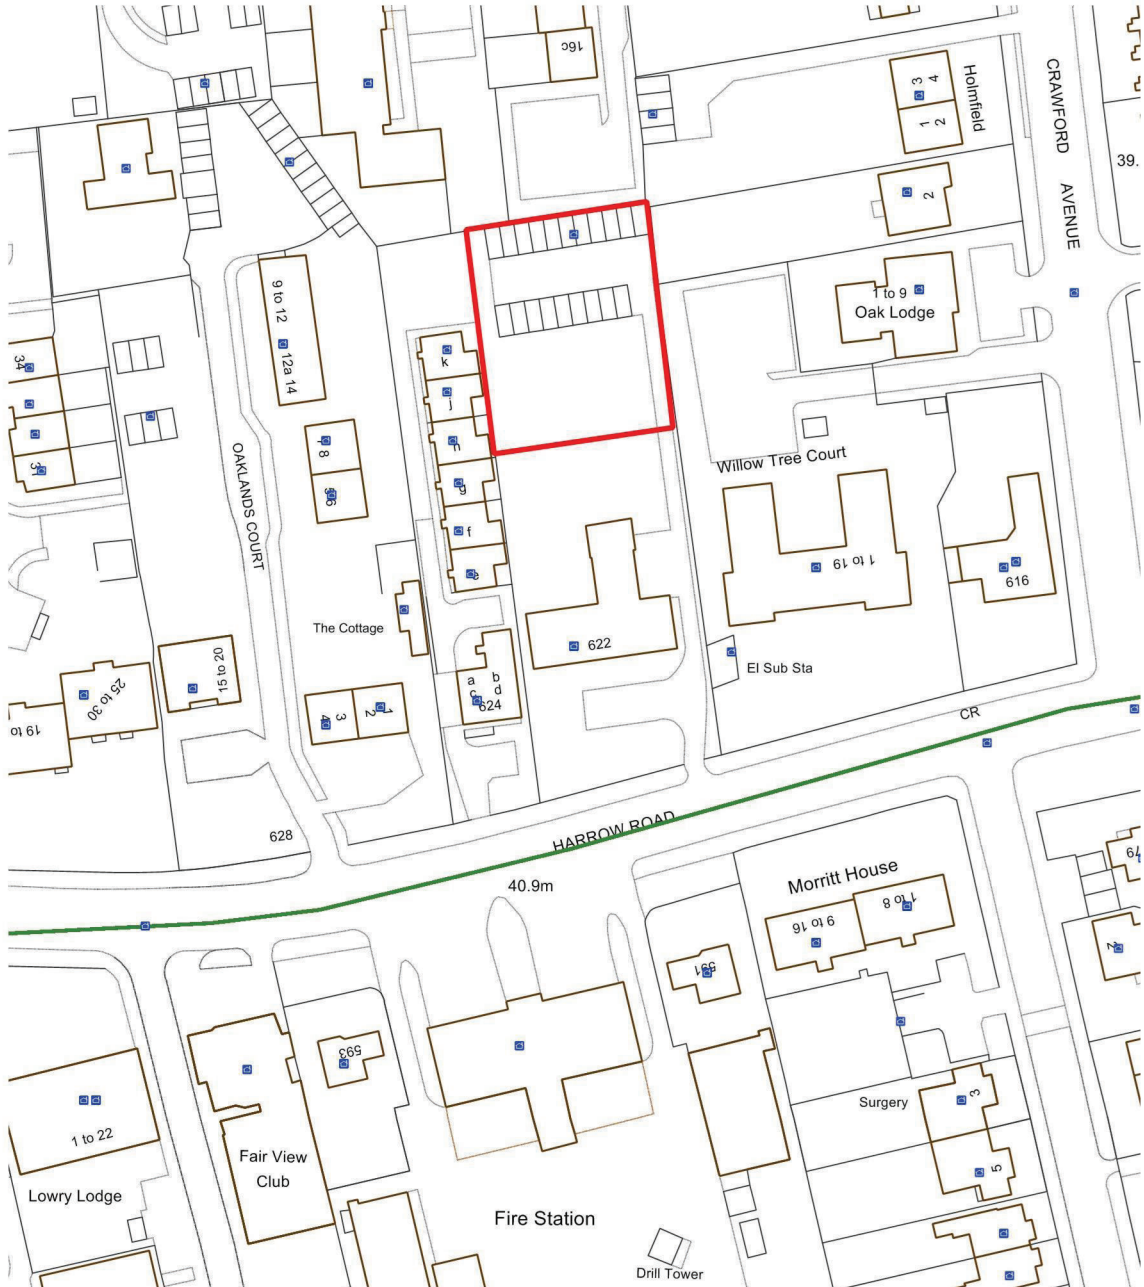 16c
3 4
1 2
Holmfield
CRAWFORD
AVENUE
39.
2
9 to 12
12a 14
1 to 9
Oak Lodge
34
31
k
j
h
g
f
e
8
OAKLANDS COURT
Willow Tree Court
1 to 19
616
The Cottage
622
El Sub Sta
a b
c d
624
15 to 20
25 to 30
19 to
4 3
2 1
CR
628
HARROW ROAD
40.9m
Morritt House
1 to 8
9 to 16
79
2
591
593
Surgery
3
5
1 to 22
Lowry Lodge
Fair View
Club
Fire Station
Drill Tower